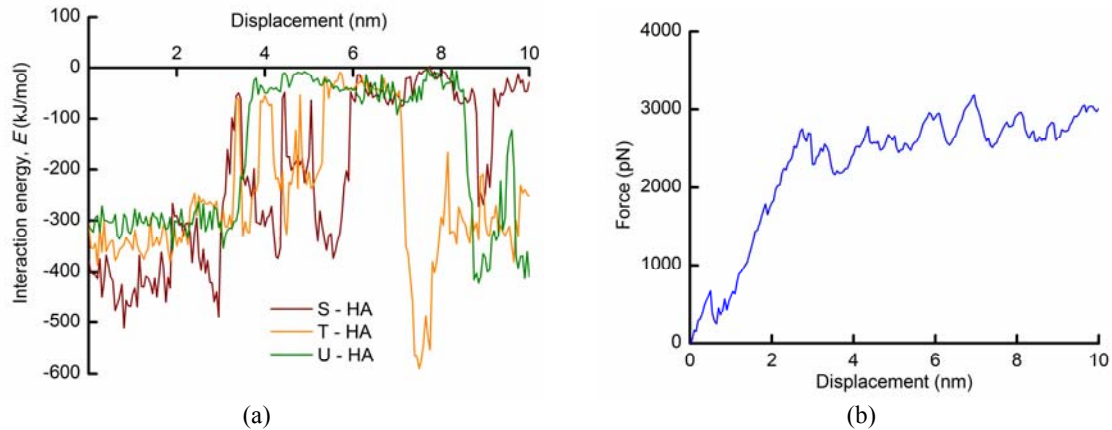 100
0
-100
-200
-300
-400
-500
-600
Interaction energy, E (kJ/mol)
Displacement (nm)
2 4 6 8 10
S - HA
T - HA
U - HA
(a)
4000
3000
2000
1000
0
Force (pN)
0 2 4 6 8 10
Displacement (nm)
(b)